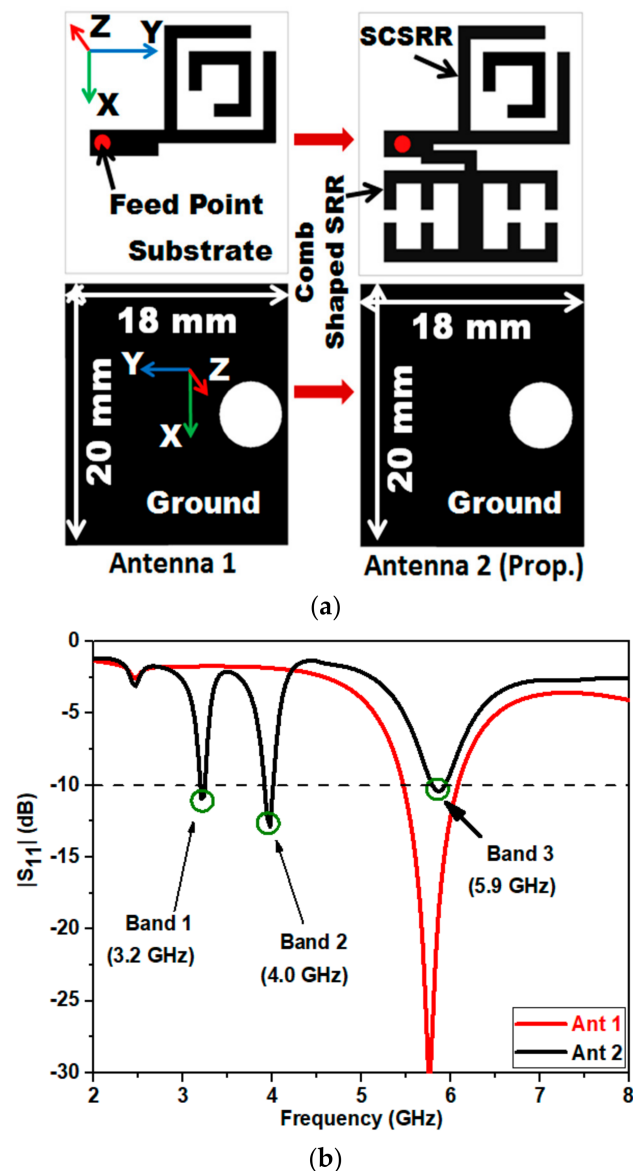 Z
Y
X
Feed Point
Substrate
SCSRR
Comb
Shaped SRR
18 mm
20 mm
Y
Z
X
Ground
Antenna 1
18 mm
20 mm
Ground
Antenna 2 (Prop.)
(a)
0
-5
-10
-15
-20
-25
-30
|S11| (dB)
Band 1
(3.2 GHz)
Band 2
(4.0 GHz)
Band 3
(5.9 GHz)
Ant 1
Ant 2
2 3 4 5 6 7 8
Frequency (GHz)
(b)